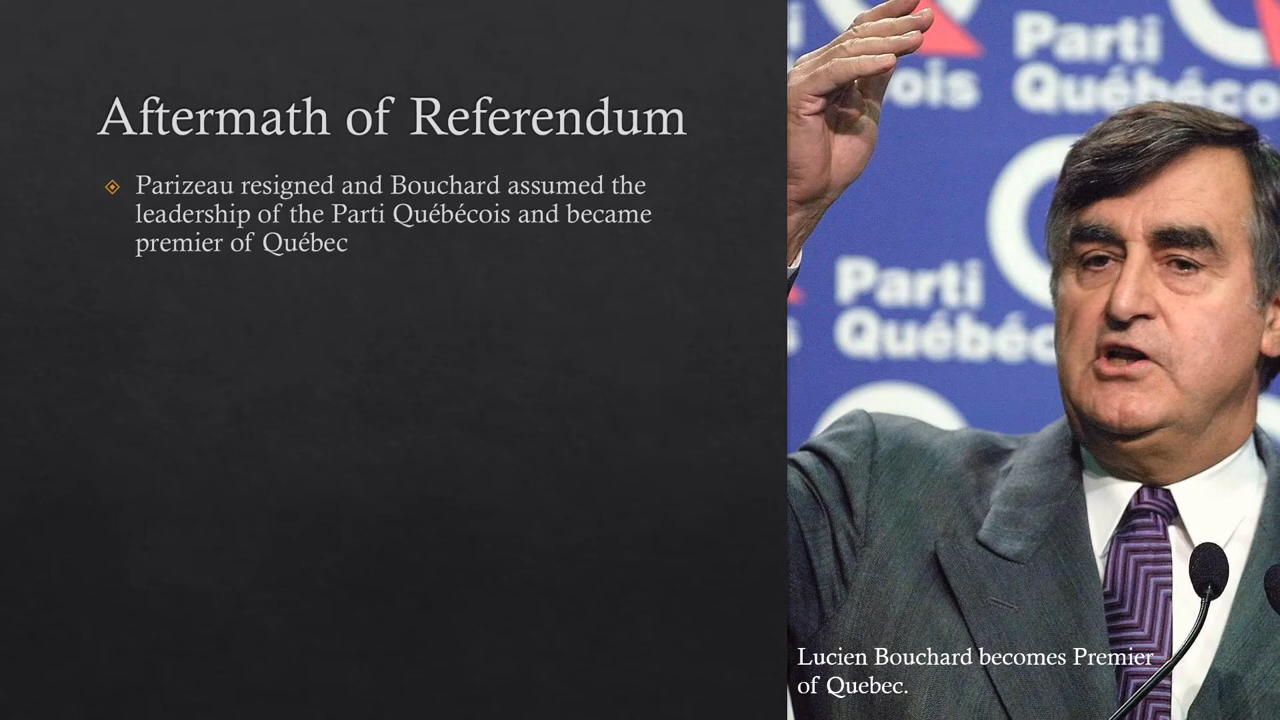 Aftermath of Referendum
Parizeau resigned and Bouchard assumed the
leadership of the Parti Québécois and became
premier of Québec
Parti
ois
Québéco
Parti
Québéc
s
Lucien Bouchard becomes Premier
of Quebec.